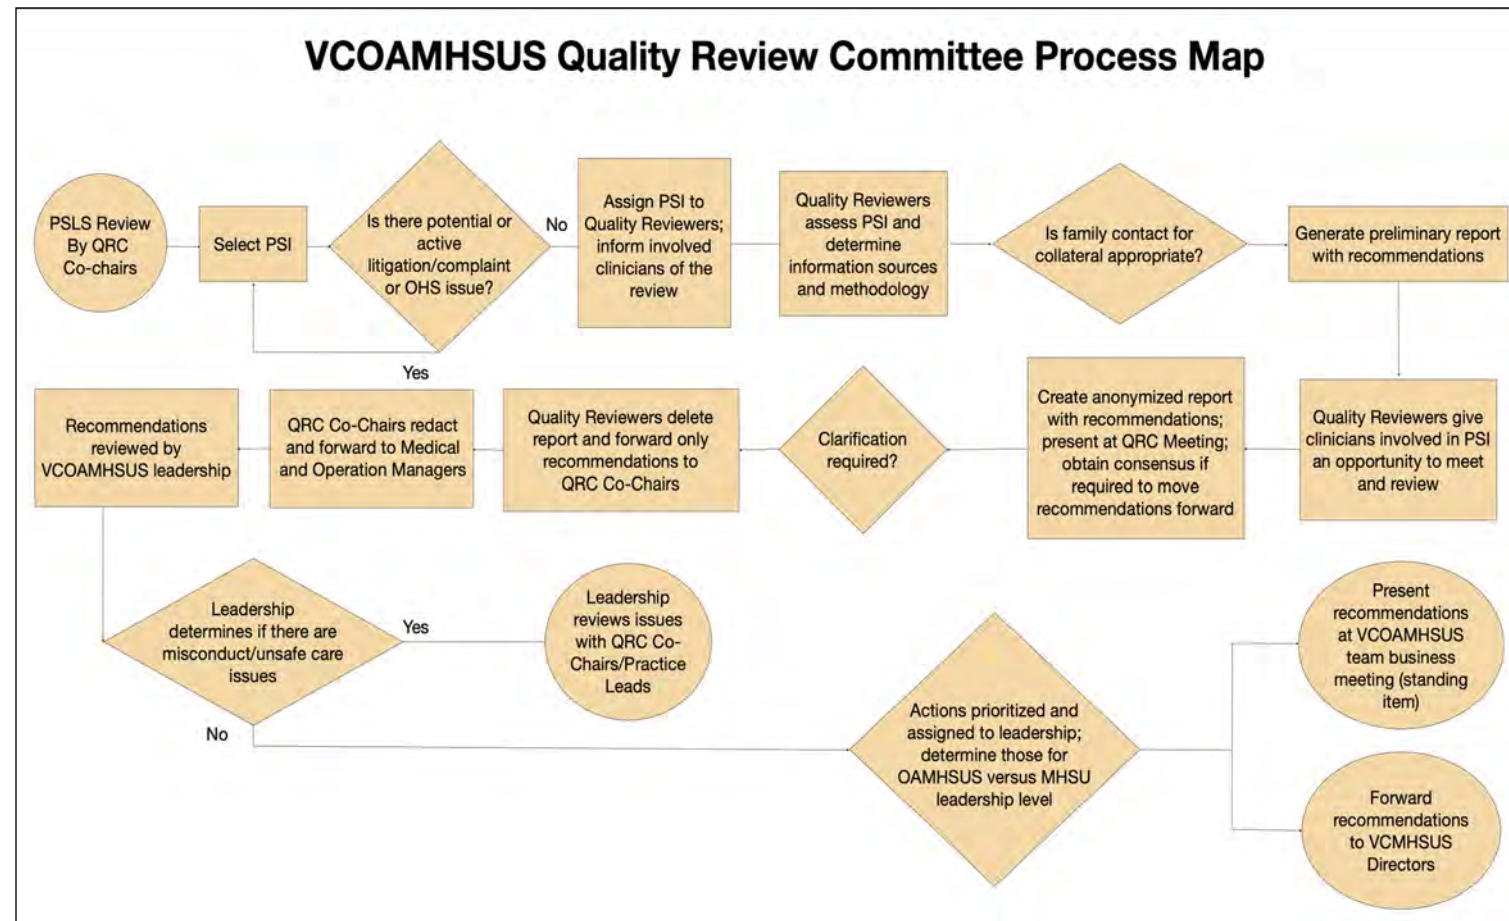 VCOAMHSUS Quality Review Committee Process Map
PSLS Review
By QRC
Co-chairs
Select PSI
Is there potential or
active
litigation/complaint
or OHS issue?
No
Yes
Assign PSI to
Quality Reviewers;
inform involved
clinicians of the
review
Quality Reviewers
assess PSI and
determine
information sources
and methodology
Is family contact for
collateral appropriate?
Generate preliminary report
with recommendations
Quality Reviewers give
clinicians involved in PSI
an opportunity to meet
and review
Create anonymized report
with recommendations;
present at QRC Meeting;
obtain consensus if
required to move
recommendations forward
Clarification
required?
Quality Reviewers delete
report and forward only
recommendations to
QRC Co-Chairs
QRC Co-Chairs redact
and forward to Medical
and Operation Managers
Recommendations
reviewed by
VCOAMHSUS leadership
Leadership
determines if there are
misconduct/unsafe care
issues
Yes
No
Leadership
reviews issues
with QRC Co-
Chairs/Practice
Leads
Actions prioritized and
assigned to leadership;
determine those for
OAMHSUS versus MHSU
leadership level
Present
recommendations
at VCOAMHSUS
team business
meeting (standing
item)
Forward
recommendations
to VCMHSUS
Directors